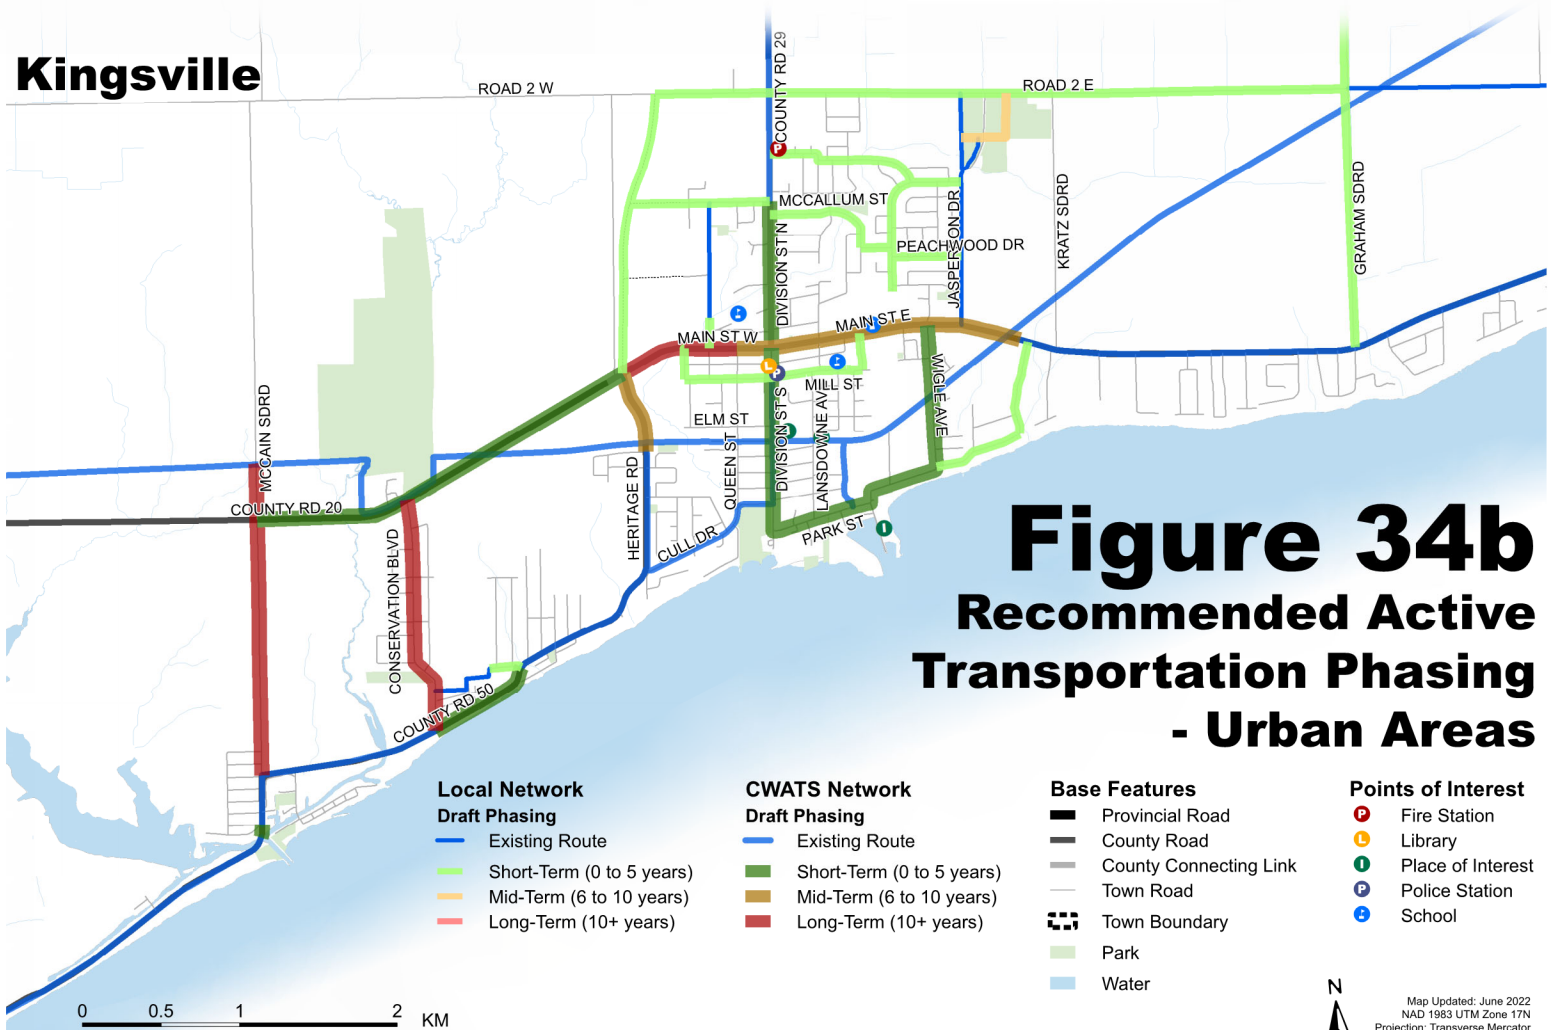 Kingsville
ROAD 2 W
COUNTY RD 29
ROAD 2 E
P
MCCALLUM ST
DIVISION ST N
PEACHWOOD DR
JASPERSON DR
KRATZ SDRD
GRAHAM SDRD
MAIN ST W
MAIN ST E
L
P
MILL ST
ELM ST
WIGLE AVE
MCCAIN SDRD
QUEEN ST
DIVISION ST S
LANSDOWNE AVE
COUNTY RD 20
HERITAGE RD
CULL DR
PARK ST
I
CONSERVATION BLVD
COUNTY RD 50
Figure 34b
Recommended Active
Transportation Phasing
- Urban Areas
Local Network
Draft Phasing
Existing Route
Short-Term (0 to 5 years)
Mid-Term (6 to 10 years)
Long-Term (10+ years)
CWATS Network
Draft Phasing
Existing Route
Short-Term (0 to 5 years)
Mid-Term (6 to 10 years)
Long-Term (10+ years)
Base Features
Provincial Road
County Road
County Connecting Link
Town Road
Town Boundary
Park
Water
Points of Interest
P Fire Station
L Library
I Place of Interest
P Police Station
School
0 0.5 1 2 KM
N
Map Updated: June 2022
NAD 1983 UTM Zone 17N
Projection: Transverse Mercator